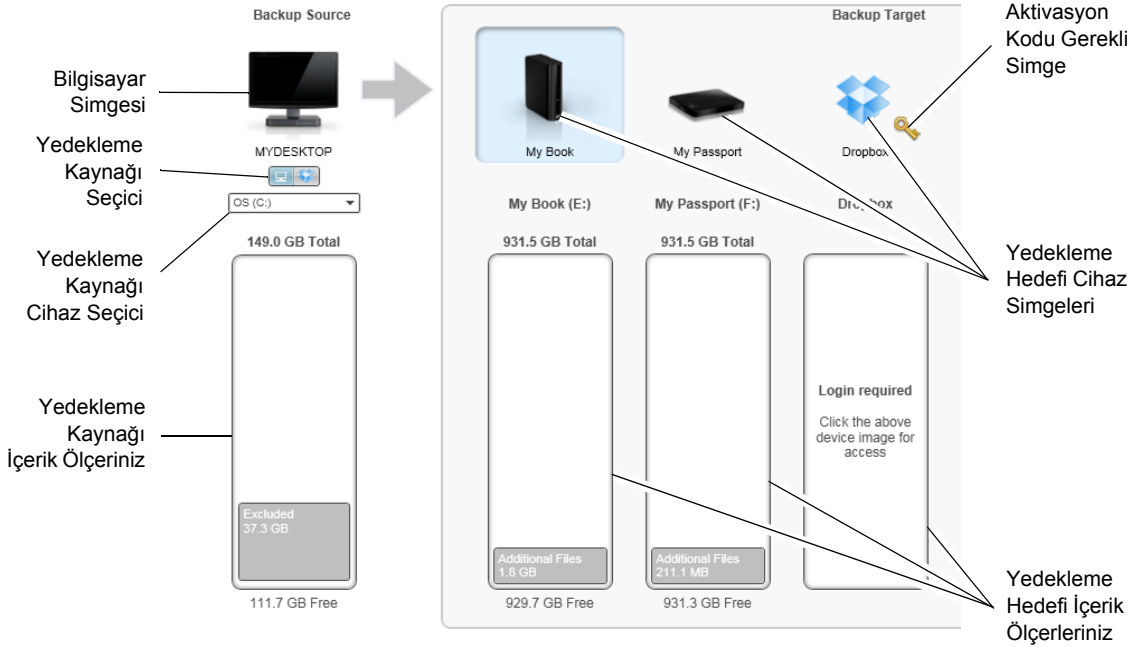 Backup Source
Backup Target
Aktivasyon
Kodu Gerekli
Simge
Bilgisayar
Simgesi
Yedekleme
Kaynağı
Seçici
MYDESKTOP
My Book
My Passport
Dropbox
OS (C:)
My Book (E:)
My Passport (F:)
Dropbox
149.0 GB Total
931.5 GB Total
931.5 GB Total
Yedekleme
Kaynağı
Cihaz Seçici
Yedekleme
Hedefi Cihaz
Simgeleri
Yedekleme
Kaynağı
İçerik Ölçeriniz
Login required
Click the above
device image for
access
Excluded
37.3 GB
Additional Files
1.8 GB
Additional Files
211.1 MB
111.7 GB Free
929.7 GB Free
931.3 GB Free
Yedekleme
Hedefi İçerik
Ölçerleriniz